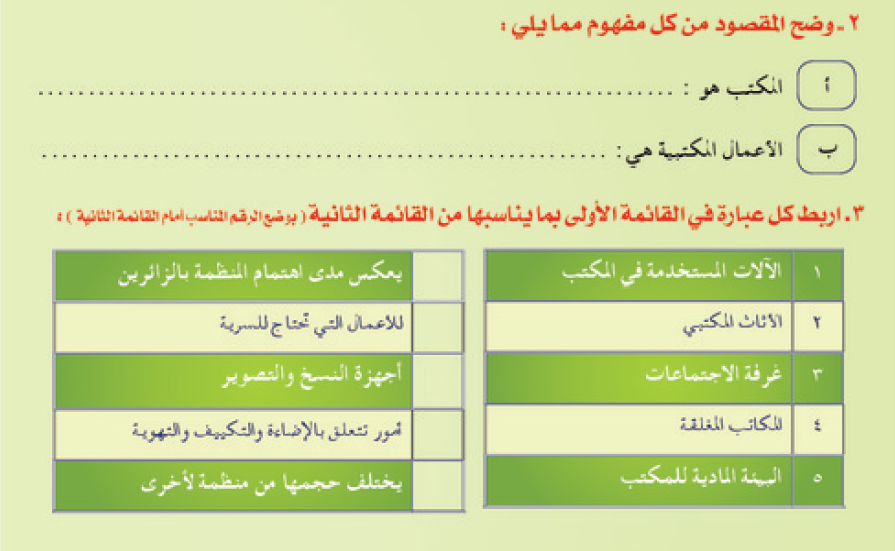 ٢ ـ وضح المقصود من كل مفهوم مما يلي :
أ المكتب هو : ................................................................
ب الأعمال المكتبية هي : ........................................................
٣ . اربط كل عبارة في القائمة الأولى بما يناسبها من القائمة الثانية ( بوضع الرقم المناسب أمام القائمة الثانية ) :
١ الآلات المستخدمة في المكتب
٢ الأثاث المكتبي
٣ غرفة الاجتماعات
٤ المكاتب المغلقة
٥ البيئة المادية للمكتب
يعكس مدى اهتمام المنظمة بالزائرين
للأعمال التي تحتاج للسرية
أجهزة النسخ والتصوير
أمور تتعلق بالإضاءة والتكييف والتهوية
يختلف حجمها من منظمة لأخرى